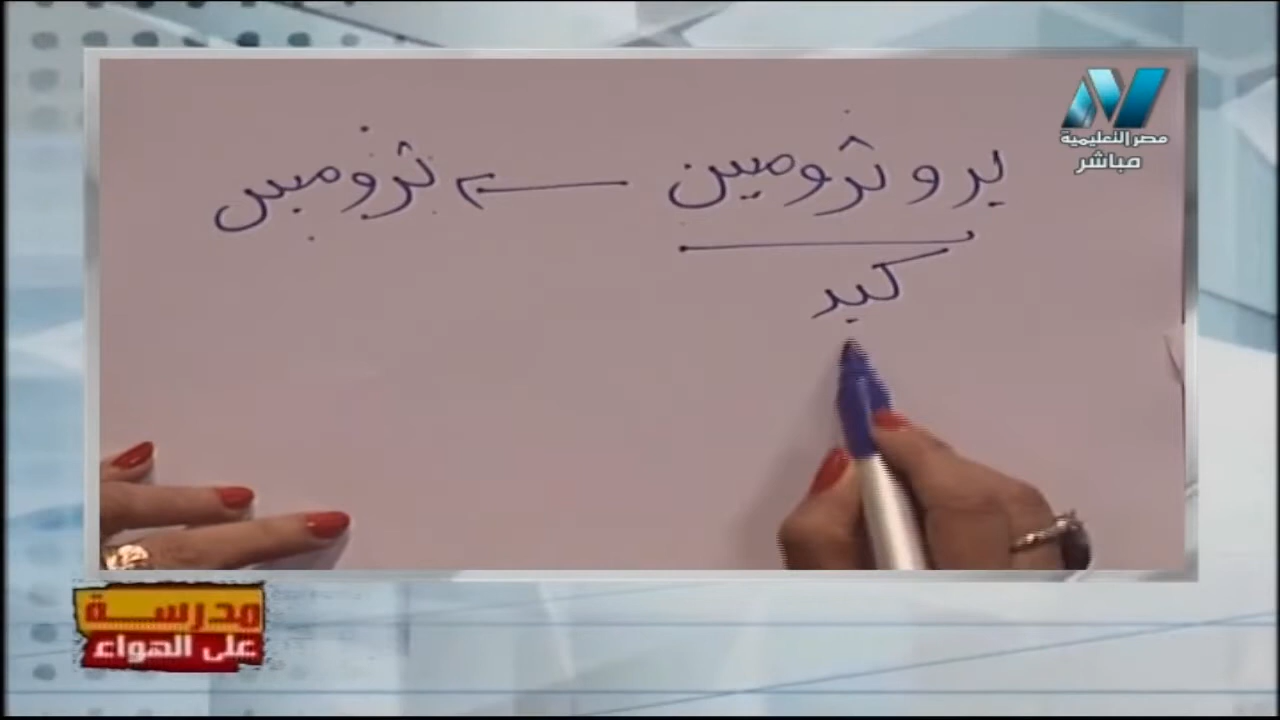 مصر التعليمية
مباشر
بروثرومبين ← ثرومبين
كبد
مدرسة
على الهواء